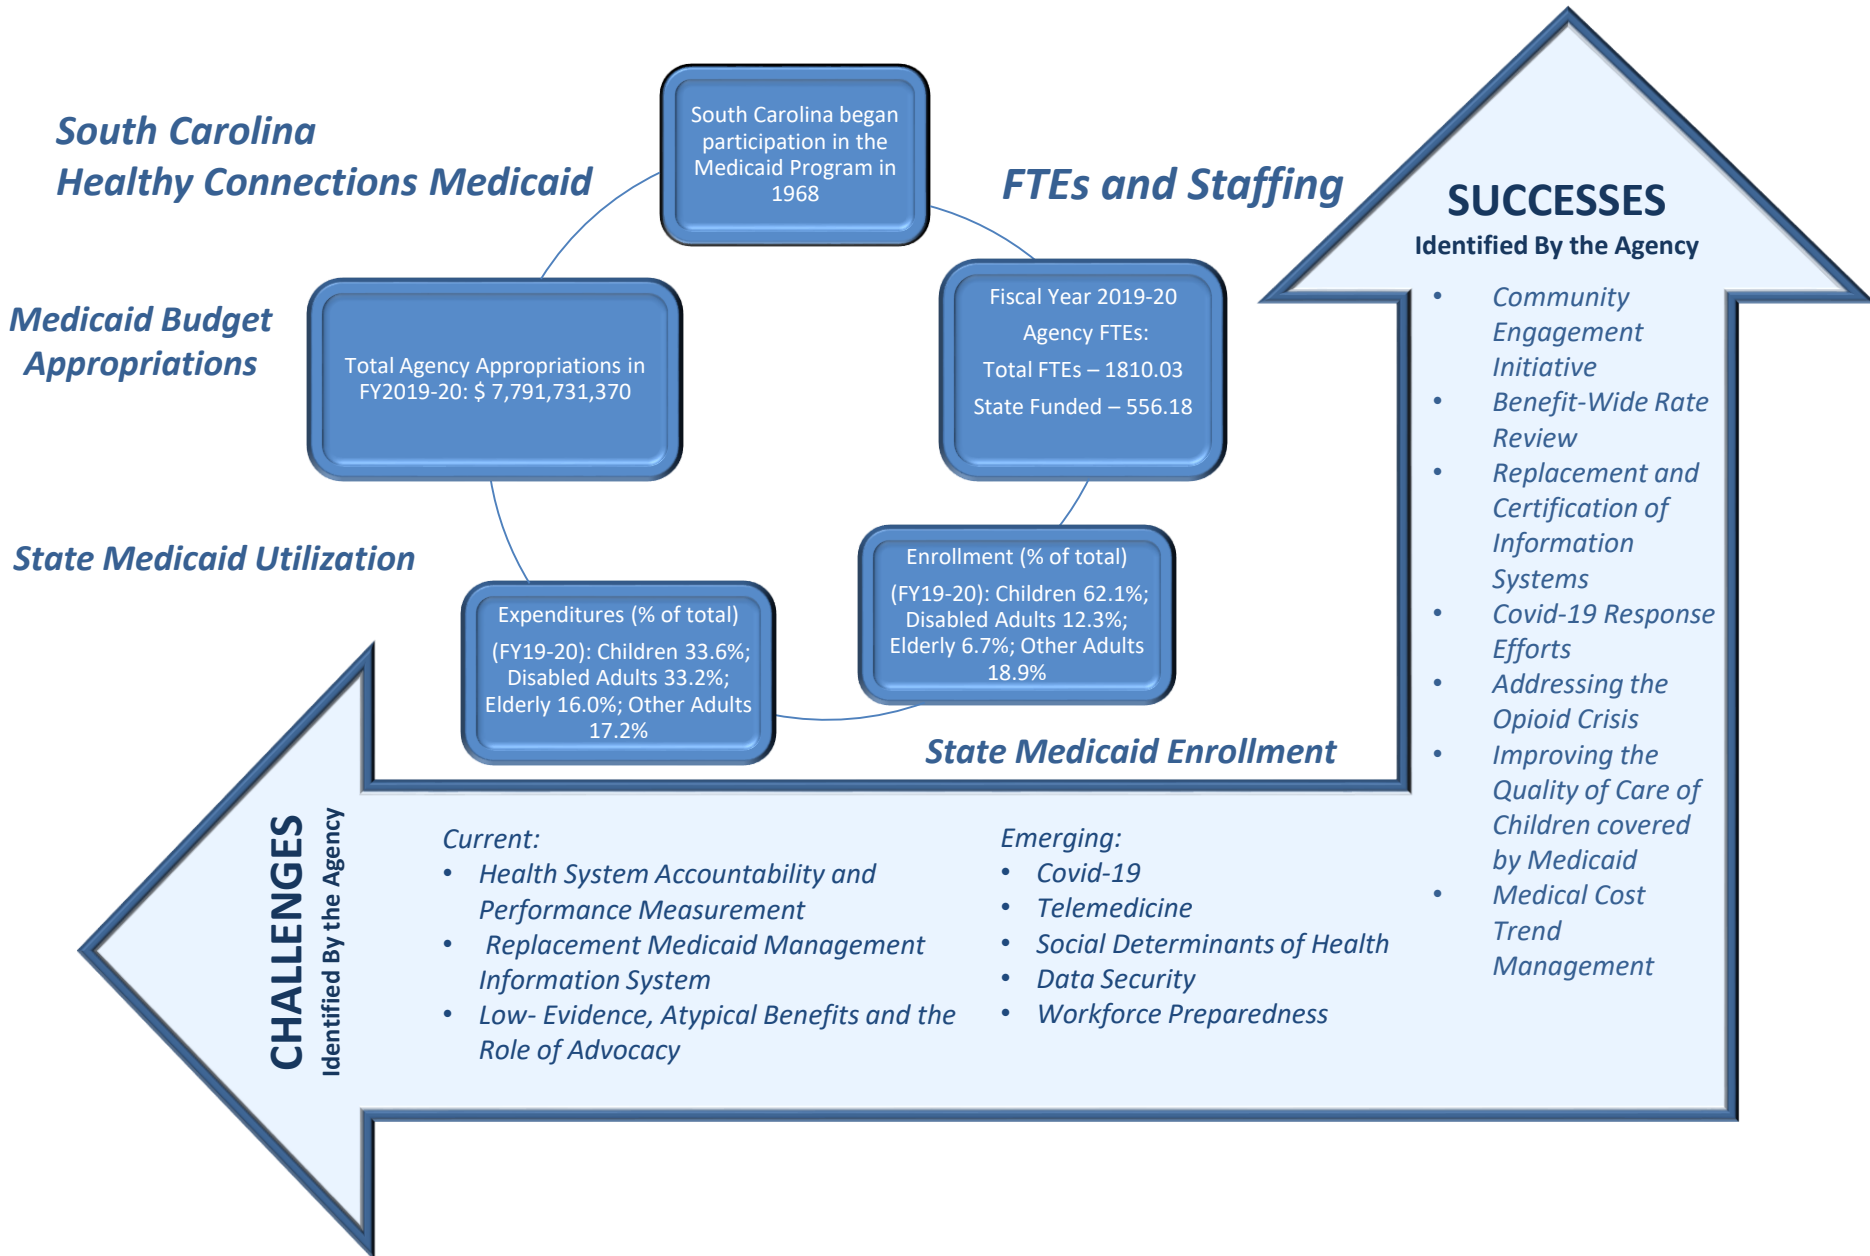 South Carolina
Healthy Connections Medicaid
South Carolina began
participation in the
Medicaid Program in
1968
FTEs and Staffing
Fiscal Year 2019-20
Agency FTEs:
Total FTEs – 1810.03
State Funded – 556.18
Medicaid Budget
Appropriations
Total Agency Appropriations in
FY2019-20: $ 7,791,731,370
State Medicaid Utilization
Expenditures (% of total)
(FY19-20): Children 33.6%;
Disabled Adults 33.2%;
Elderly 16.0%; Other Adults
17.2%
Enrollment (% of total)
(FY19-20): Children 62.1%;
Disabled Adults 12.3%;
Elderly 6.7%; Other Adults
18.9%
State Medicaid Enrollment
SUCCESSES
Identified By the Agency
• Community
Engagement
Initiative
• Benefit-Wide Rate
Review
• Replacement and
Certification of
Information
Systems
• Covid-19 Response
Efforts
• Addressing the
Opioid Crisis
• Improving the
Quality of Care of
Children covered
by Medicaid
• Medical Cost
Trend
Management
CHALLENGES
Identified By the Agency
Current:
• Health System Accountability and
Performance Measurement
• Replacement Medicaid Management
Information System
• Low- Evidence, Atypical Benefits and the
Role of Advocacy
Emerging:
• Covid-19
• Telemedicine
• Social Determinants of Health
• Data Security
• Workforce Preparedness